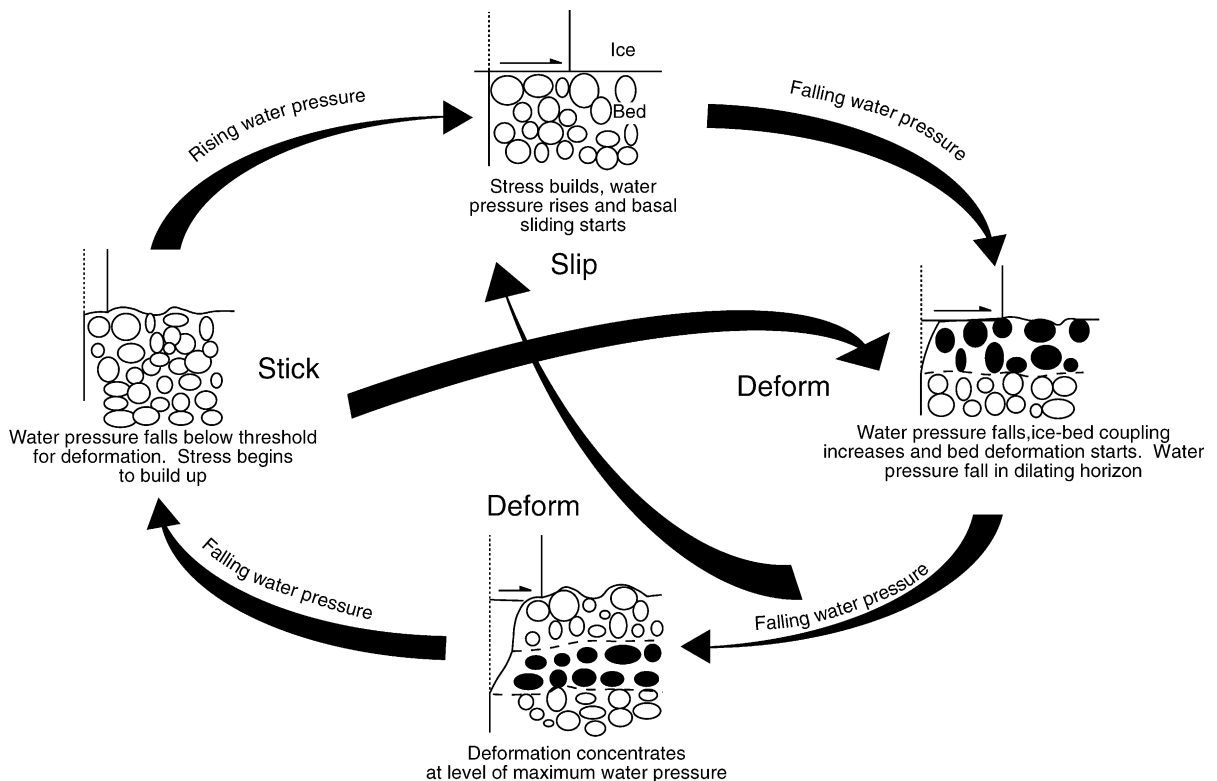 Ice
Bed
Rising water pressure
Falling water pressure
Stress builds, water
pressure rises and basal
sliding starts
Slip
Stick
Deform
Water pressure falls below threshold
for deformation. Stress begins
to build up
Water pressure falls,ice-bed coupling
increases and bed deformation starts. Water
pressure fall in dilating horizon
Deform
Falling water pressure
Falling water pressure
Deformation concentrates
at level of maximum water pressure